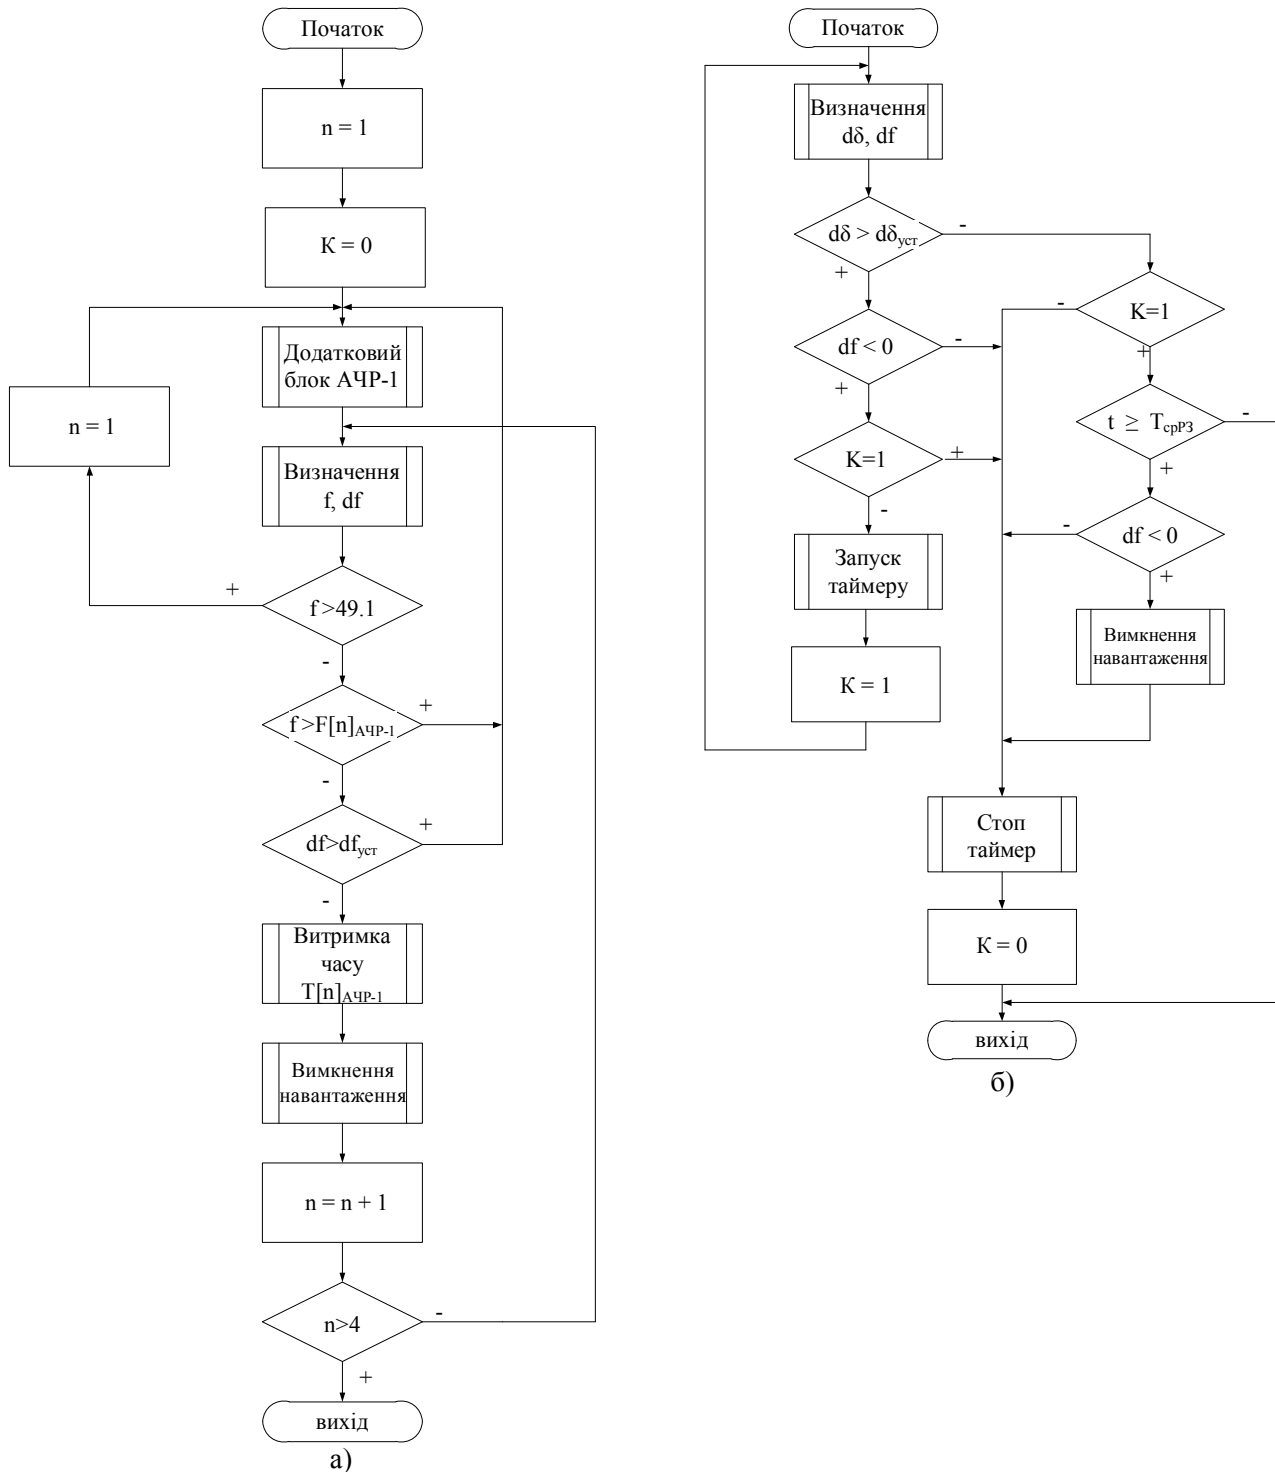 Початок
n = 1
K = 0
Додатковий
блок АЧР-1
n = 1
Визначення
f, df
+
f >49.1
-
f >F[n]АЧР-1
+
-
df>dfуст
+
-
Витримка
часу
T[n]АЧР-1
Вимкнення
навантаження
n = n + 1
n>4
-
+
вихід
а)
Початок
Визначення
dδ, df
dδ > dδуст
-
+
K=1
-
+
df < 0
-
+
t ≥ TсрРЗ
-
+
K=1
+
-
df < 0
-
+
Запуск
таймеру
Вимкнення
навантаження
K = 1
Стоп
таймер
K = 0
вихід
б)